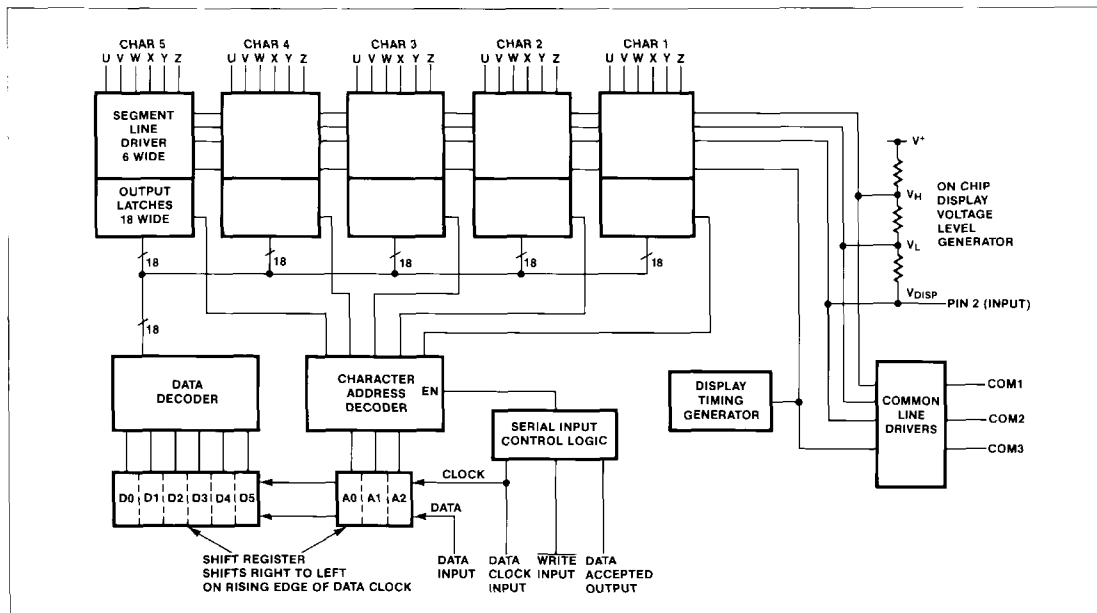 CHAR 5 CHAR 4 CHAR 3 CHAR 2 CHAR 1
U V W X Y Z U V W X Y Z U V W X Y Z U V W X Y Z U V W X Y Z
SEGMENT
LINE
DRIVER
6 WIDE
OUTPUT
LATCHES
18 WIDE
V+
VH
VL
VDISP
ON CHIP
DISPLAY
VOLTAGE
LEVEL
GENERATOR
PIN 2 (INPUT)
18 18 18 18 18
18
DATA
DECODER
CHARACTER
ADDRESS
DECODER
EN
SERIAL INPUT
CONTROL LOGIC
DISPLAY
TIMING
GENERATOR
COMMON
LINE
DRIVERS
COM1
COM2
COM3
D0 D1 D2 D3 D4 D5
A0 A1 A2
CLOCK
DATA
SHIFT REGISTER
SHIFTS RIGHT TO LEFT
ON RISING EDGE OF DATA CLOCK
DATA
INPUT
DATA
CLOCK
INPUT
WRITE
INPUT
DATA
ACCEPTED
OUTPUT